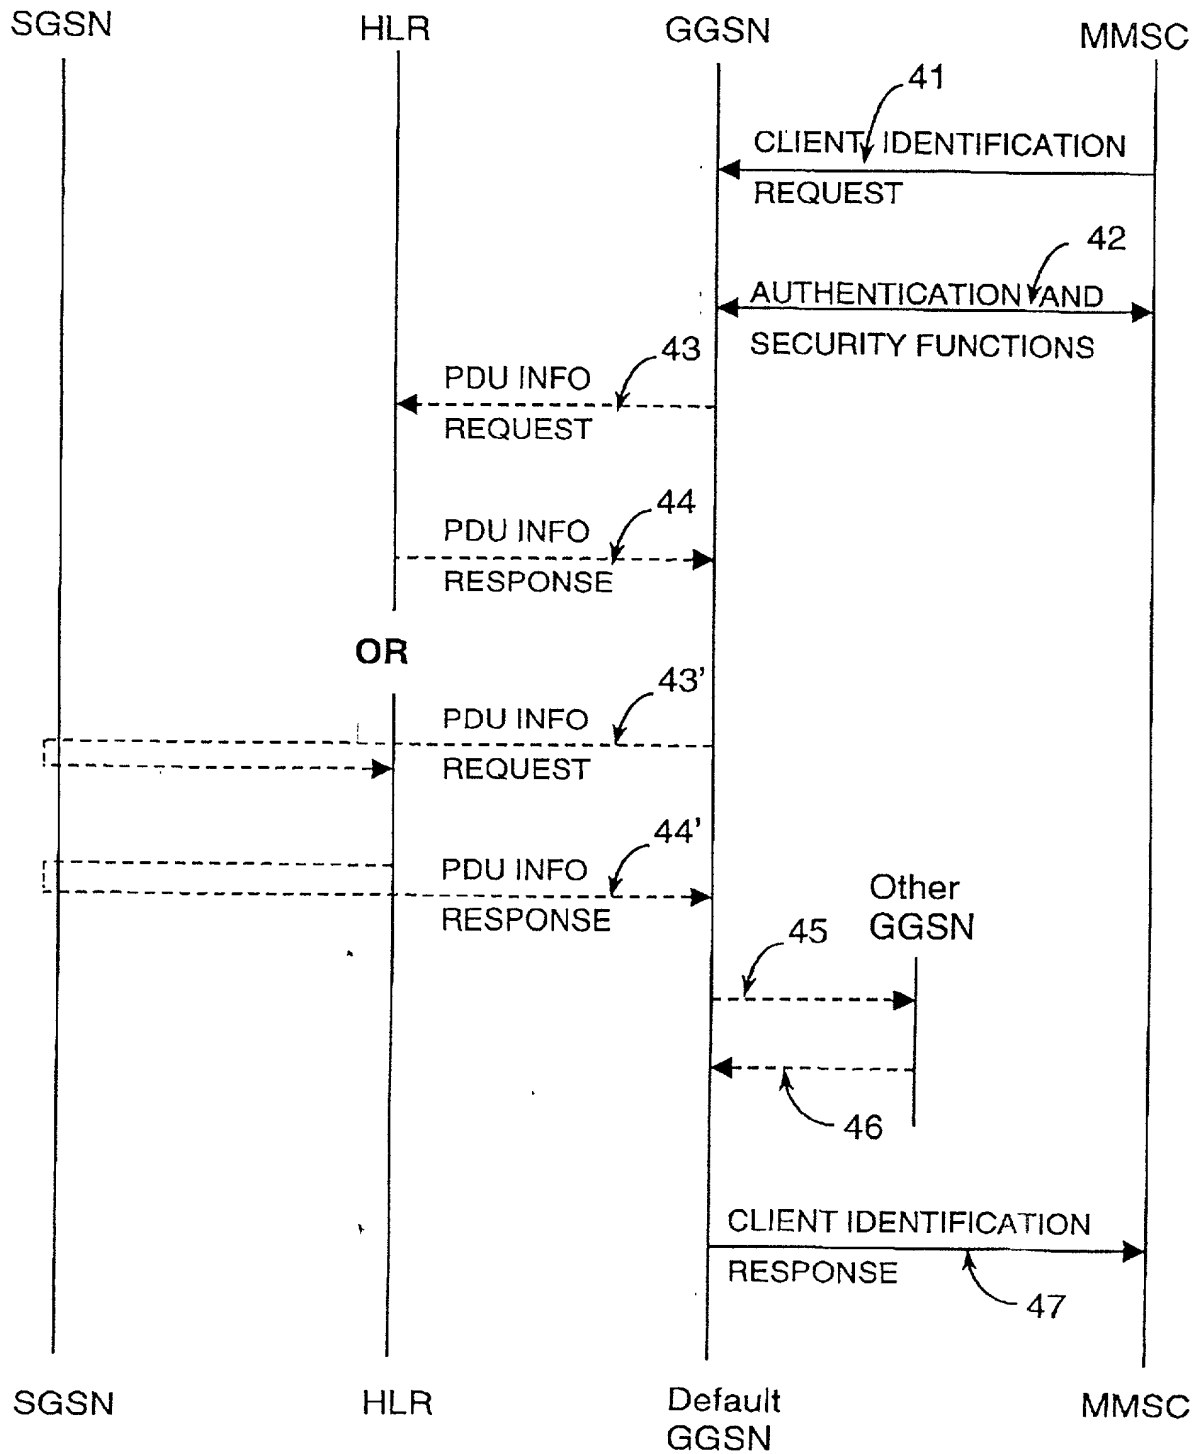 SGSN HLR GGSN MMSC
41
CLIENT IDENTIFICATION
REQUEST
42
AUTHENTICATION AND
SECURITY FUNCTIONS
43
PDU INFO
REQUEST
44
PDU INFO
RESPONSE
OR
43'
PDU INFO
REQUEST
44'
PDU INFO
RESPONSE
Other
GGSN
45
46
CLIENT IDENTIFICATION
RESPONSE
47
SGSN HLR Default MMSC
GGSN